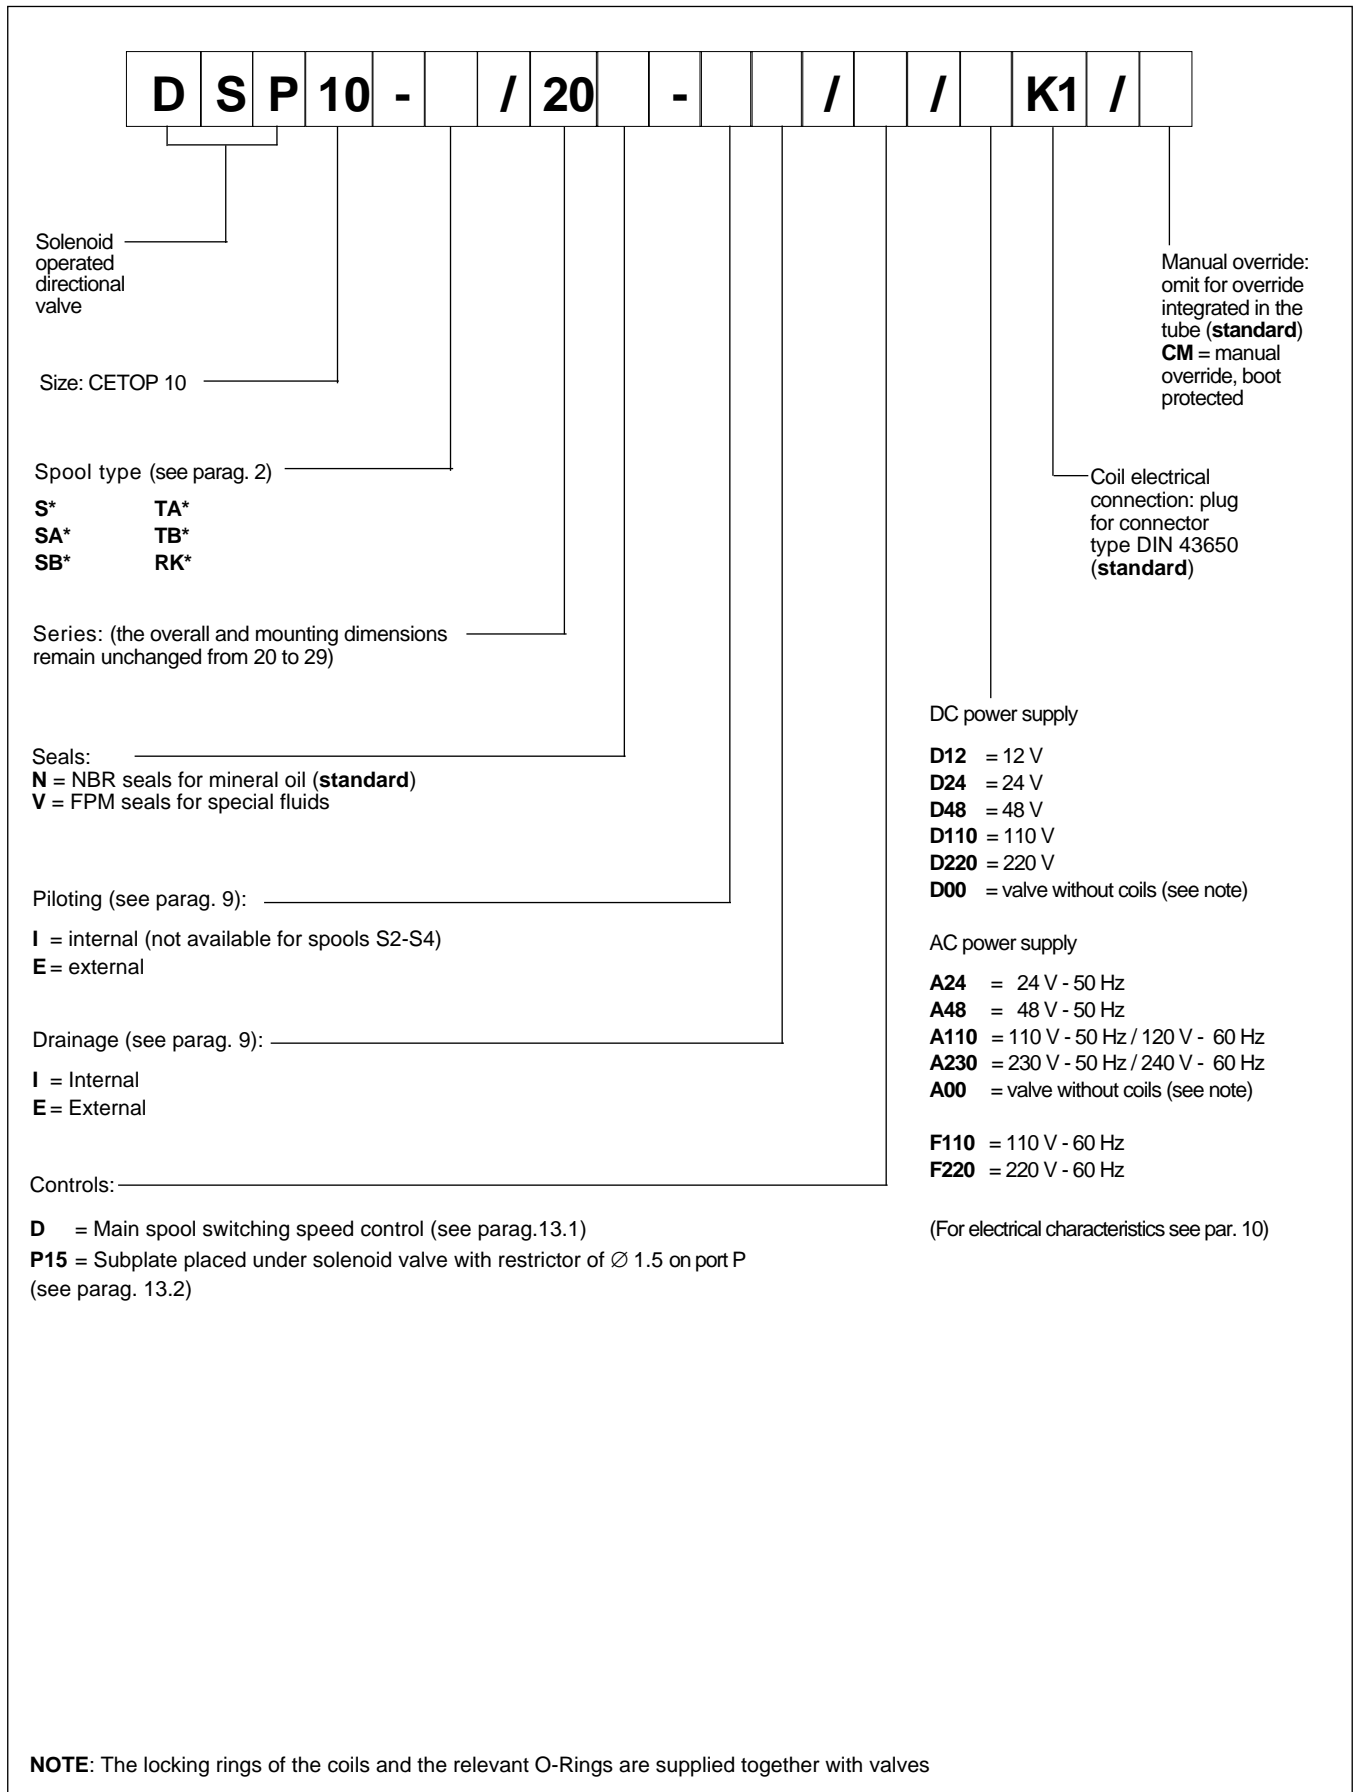 D S P 10 - / 20 - / / K1 /
Solenoid
operated
directional
valve
Size: CETOP 10
Spool type (see parag. 2)
S* TA*
SA* TB*
SB* RK*
Series: (the overall and mounting dimensions
remain unchanged from 20 to 29)
Seals:
N = NBR seals for mineral oil (standard)
V = FPM seals for special fluids
Piloting (see parag. 9):
I = internal (not available for spools S2-S4)
E = external
Drainage (see parag. 9):
I = Internal
E = External
Controls:
D = Main spool switching speed control (see parag.13.1)
P15 = Subplate placed under solenoid valve with restrictor of ∅ 1.5 on port P
(see parag. 13.2)
Manual override:
omit for override
integrated in the
tube (standard)
CM = manual
override, boot
protected
Coil electrical
connection: plug
for connector
type DIN 43650
(standard)
DC power supply
D12 = 12 V
D24 = 24 V
D48 = 48 V
D110 = 110 V
D220 = 220 V
D00 = valve without coils (see note)
AC power supply
A24 = 24 V - 50 Hz
A48 = 48 V - 50 Hz
A110 = 110 V - 50 Hz / 120 V - 60 Hz
A230 = 230 V - 50 Hz / 240 V - 60 Hz
A00 = valve without coils (see note)
F110 = 110 V - 60 Hz
F220 = 220 V - 60 Hz
(For electrical characteristics see par. 10)
NOTE: The locking rings of the coils and the relevant O-Rings are supplied together with valves